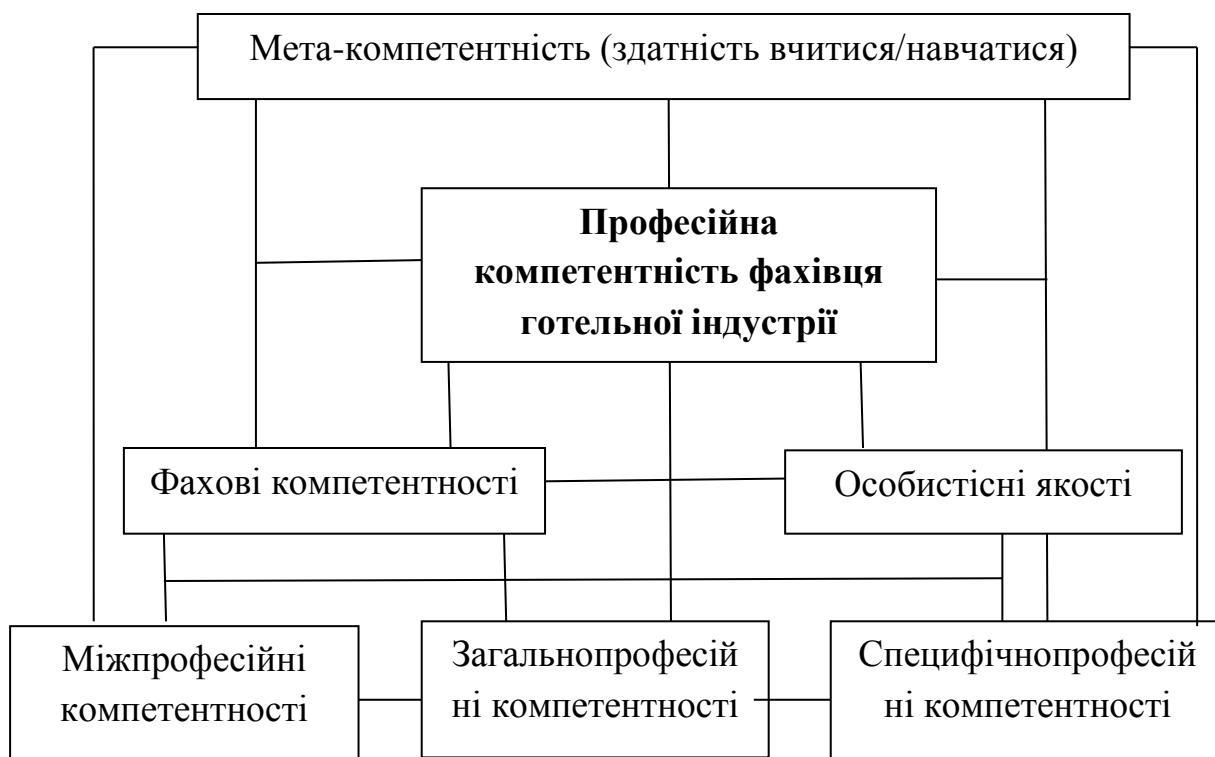 Мета-компетентність (здатність вчитися/навчатися)
Професійна
компетентність фахівця
готельної індустрії
Фахові компетентності
Особистісні якості
Міжпрофесійні
компетентності
Загальнопрофесій
ні компетентності
Специфічнопрофесій
ні компетентності